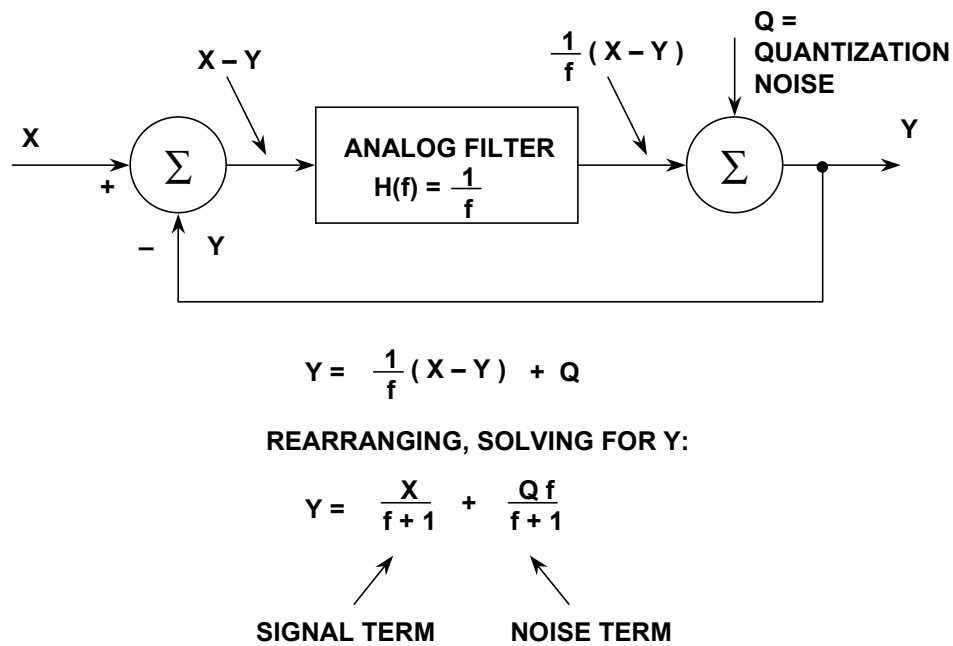 Q =
QUANTIZATION
NOISE
1/f ( X – Y )
X – Y
X
Y
ANALOG FILTER
H(f) = 1/f
Σ
Σ
+
–
Y
Y = 1/f ( X – Y ) + Q
REARRANGING, SOLVING FOR Y:
Y = X/f + 1 + Q f/f + 1
SIGNAL TERM
NOISE TERM